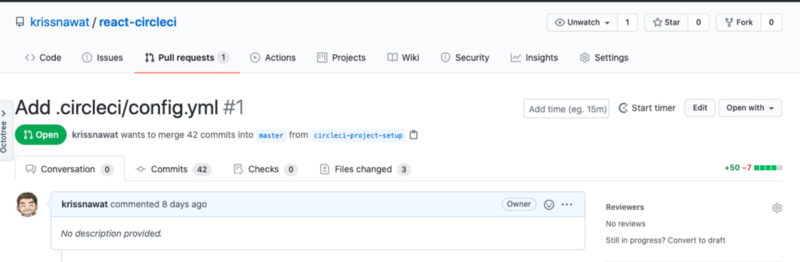 krissnawat / react-circleci
Unwatch 1 Star 0 Fork 0
Code Issues Pull requests 1 Actions Projects Wiki Security Insights Settings
Add .circleci/config.yml #1
Add time (eg. 15m) Start timer Edit Open with
Octotree
Open krissnawat wants to merge 42 commits into master from circleci-project-setup
Conversation 0 Commits 42 Checks 0 Files changed 3 +50 −7
krissnawat commented 8 days ago Owner
No description provided.
Reviewers
No reviews
Still in progress? Convert to draft